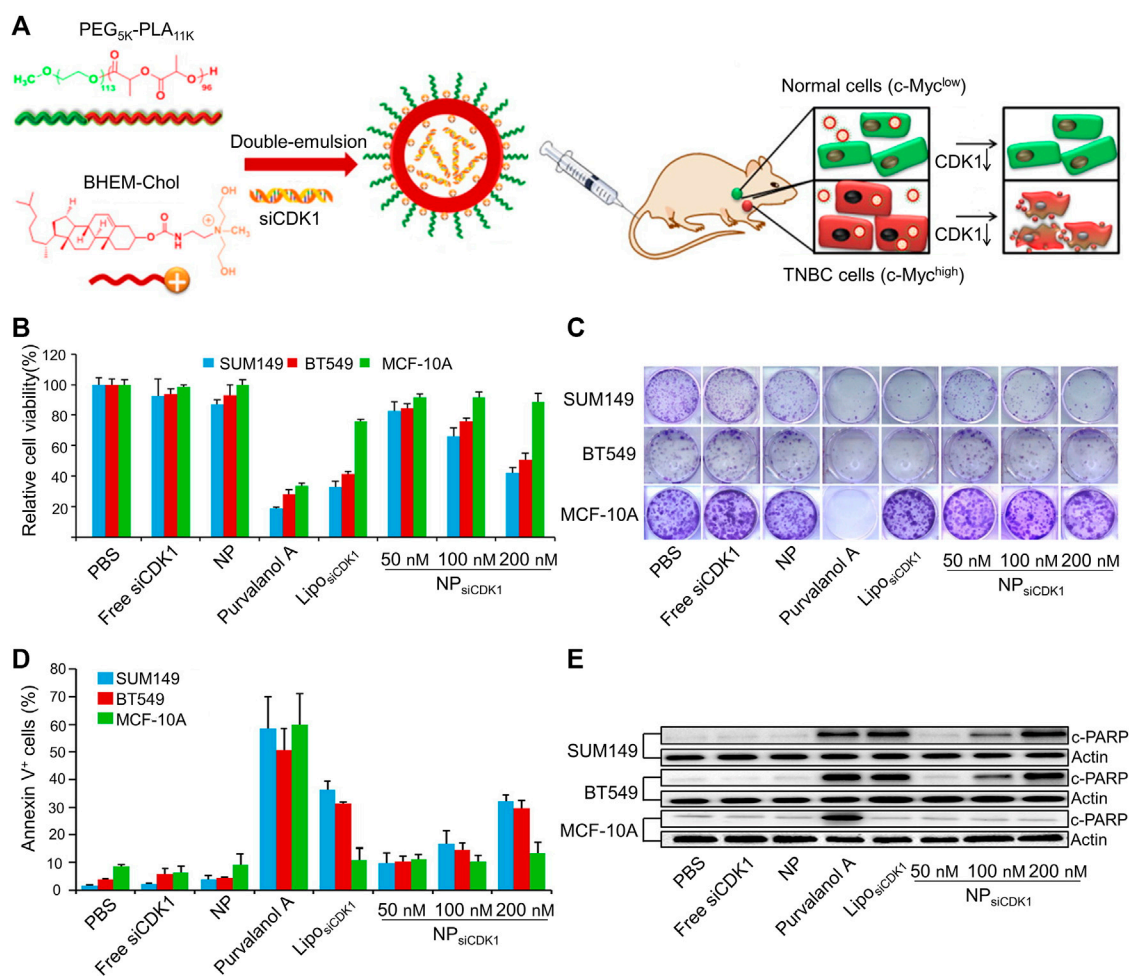 A
PEG5K-PLA11K
H3C
O
O
O
O
O
O
H
113
96
Double-emulsion
siCDK1
BHEM-Chol
H
H
H
H
O
O
N
H
N
CH3
OH
OH
+
+
Normal cells (c-Myclow)
CDK1↓
CDK1↓
TNBC cells (c-Mychigh)
B
Relative cell viability(%)
120
100
80
60
40
20
SUM149 BT549 MCF-10A
PBS
Free siCDK1
NP
Purvalanol A
LiposiCDK1
50 nM 100 nM 200 nM
NPsiCDK1
C
SUM149
BT549
MCF-10A
PBS
Free siCDK1
NP
Purvalanol A
LiposiCDK1
50 nM 100 nM 200 nM
NPsiCDK1
D
Annexin V+ cells (%)
80
70
60
50
40
30
20
10
0
SUM149
BT549
MCF-10A
PBS
Free siCDK1
NP
Purvalanol A
LiposiCDK1
50 nM 100 nM 200 nM
NPsiCDK1
E
SUM149
c-PARP
Actin
BT549
c-PARP
Actin
MCF-10A
c-PARP
Actin
PBS
Free siCDK1
NP
Purvalanol A
LiposiCDK1
50 nM 100 nM 200 nM
NPsiCDK1